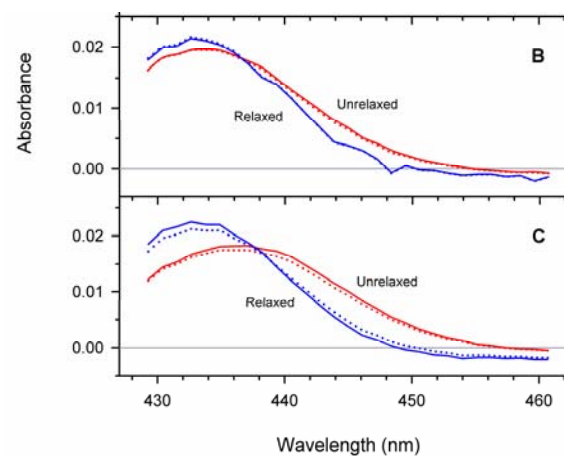 0.02
B
Absorbance
0.01
Unrelaxed
Relaxed
0.00
C
0.02
0.01
Unrelaxed
Relaxed
0.00
430 440 450 460
Wavelength (nm)